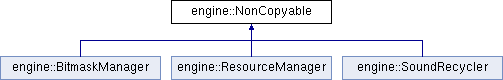 engine::NonCopyable
engine::BitmaskManager
engine::ResourceManager
engine::SoundRecycler